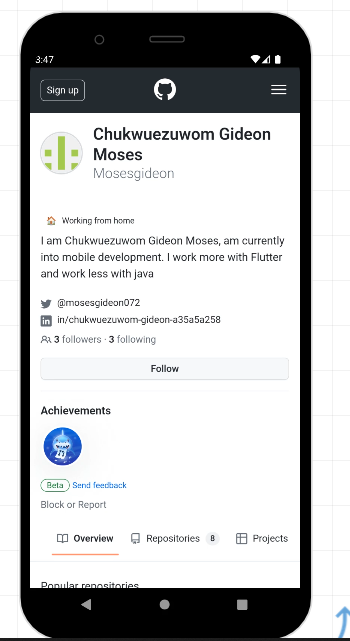 3:47
Sign up
Chukwuezuwom Gideon
Moses
Mosesgideon
Working from home
I am Chukwuezuwom Gideon Moses, am currently
into mobile development. I work more with Flutter
and work less with java
@mosesgideon072
in/chukwuezuwom-gideon-a35a5a258
3 followers · 3 following
Follow
Achievements
Beta Send feedback
Block or Report
Overview Repositories 8 Projects
Popular repositories